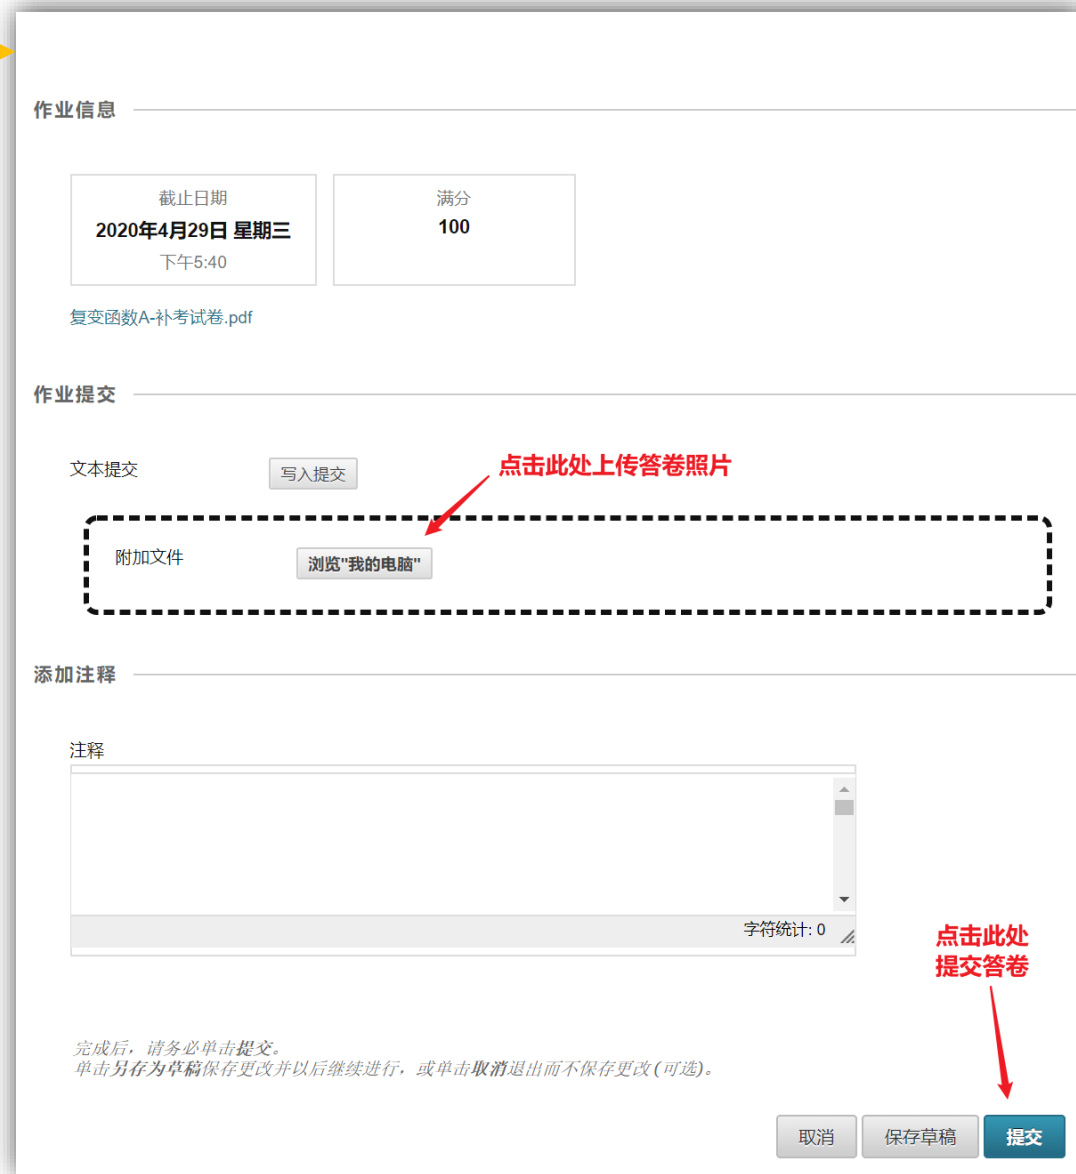 作业信息
截止日期
2020年4月29日 星期三
下午5:40
满分
100
复变函数A-补考试卷.pdf
作业提交
文本提交
写入提交
点击此处上传答卷照片
附加文件
浏览"我的电脑"
添加注释
注释
字符统计: 0
点击此处
提交答卷
完成后，请务必单击提交。
单击另存为草稿保存更改并以后继续进行，或单击取消退出而不保存更改(可选)。
取消
保存草稿
提交